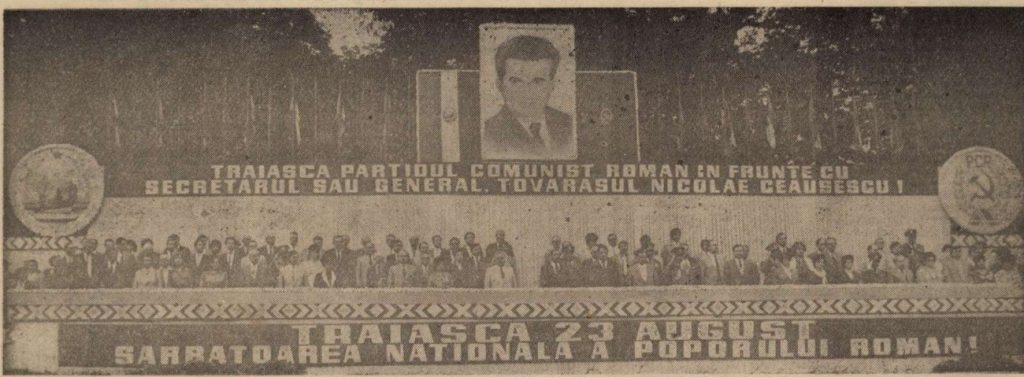 TRAIASCA PARTIDUL COMUNIST ROMAN IN FRUNTE CU
SECRETARUL SAU GENERAL, TOVARASUL NICOLAE CEAUSESCU!
PCR
TRAIASCA 23 AUGUST
SARBATOAREA NATIONALA A POPORULUI ROMAN!